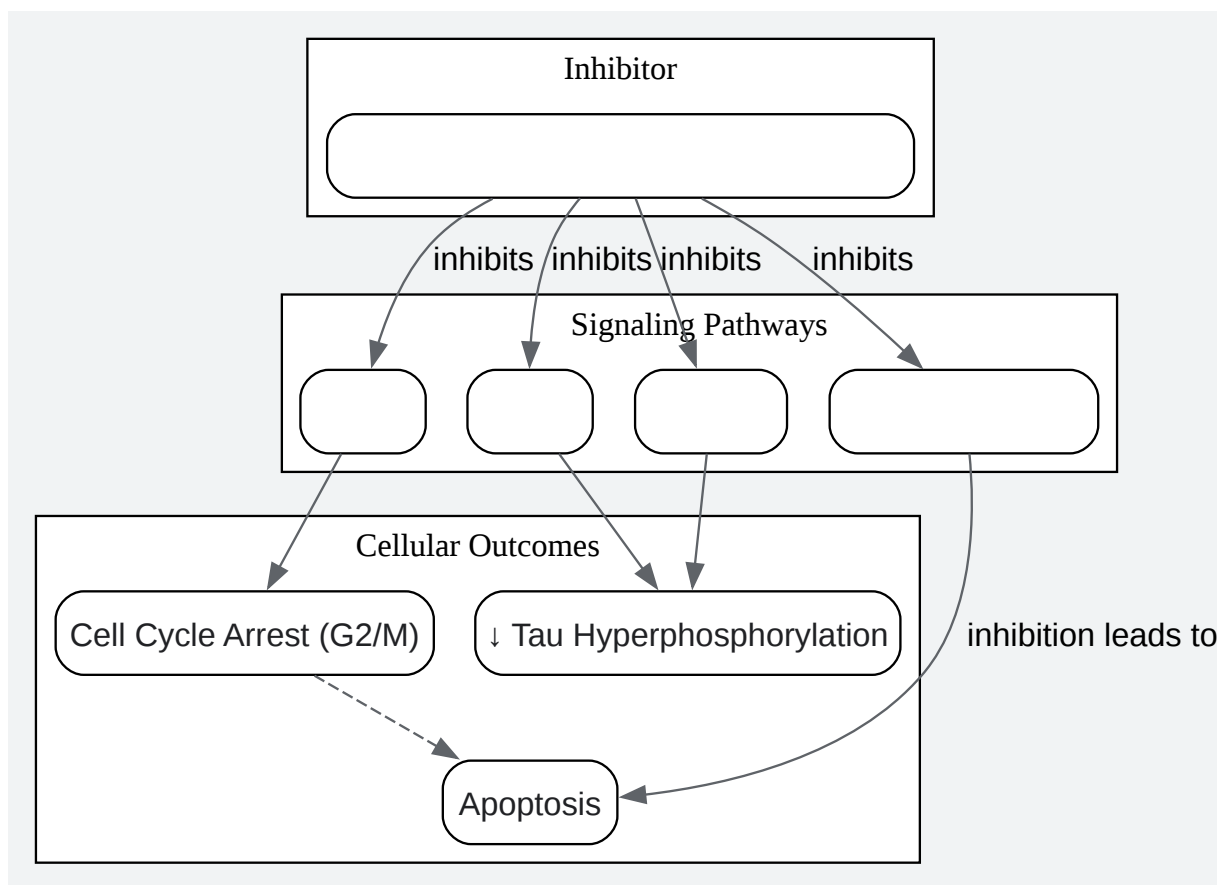 Inhibitor
inhibits
inhibits
inhibits
inhibits
Signaling Pathways
Cellular Outcomes
Cell Cycle Arrest (G2/M)
↓ Tau Hyperphosphorylation
inhibition leads to
Apoptosis